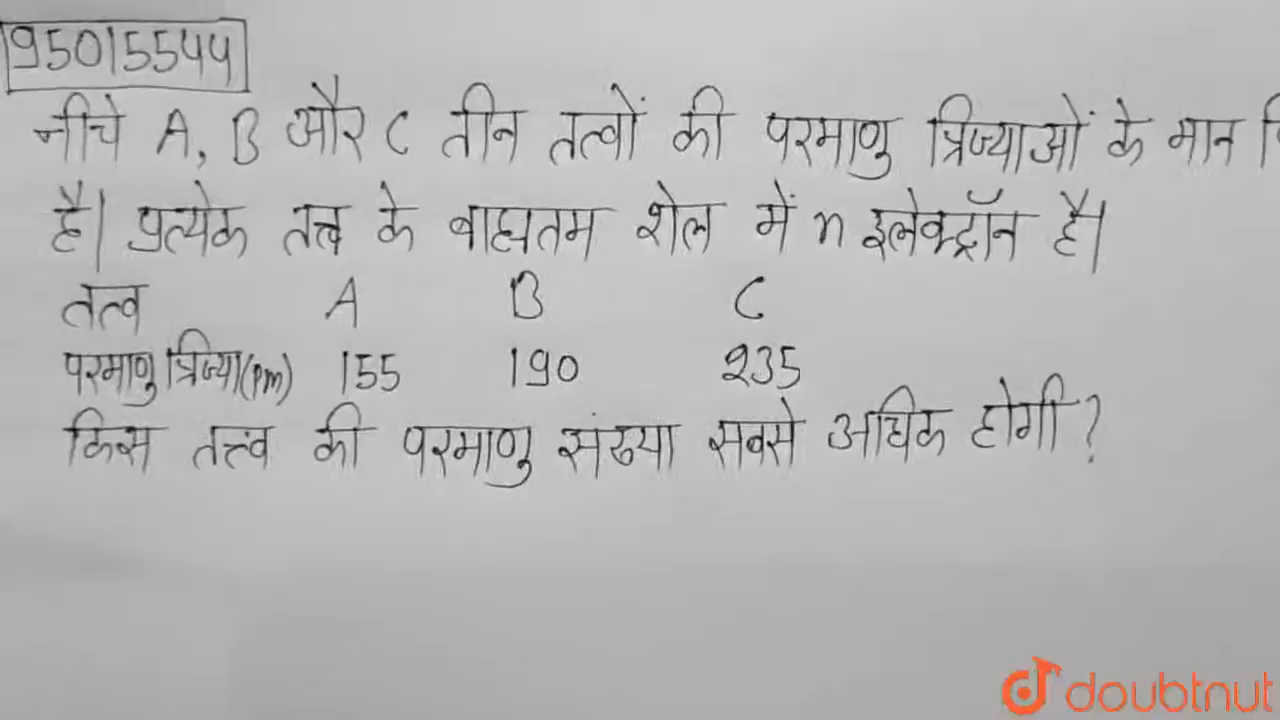 95015544
नीचे A, B और C तीन तत्वों की परमाणु त्रिज्याओं के मान
है। प्रत्येक तत्त्व के बाह्यतम शेल में n इलेक्ट्रॉन है।
तत्व A B C
परमाणु त्रिज्या(pm) 155 190 235
किस तत्त्व की परमाणु संख्या सबसे अधिक होगी?
doubtnut